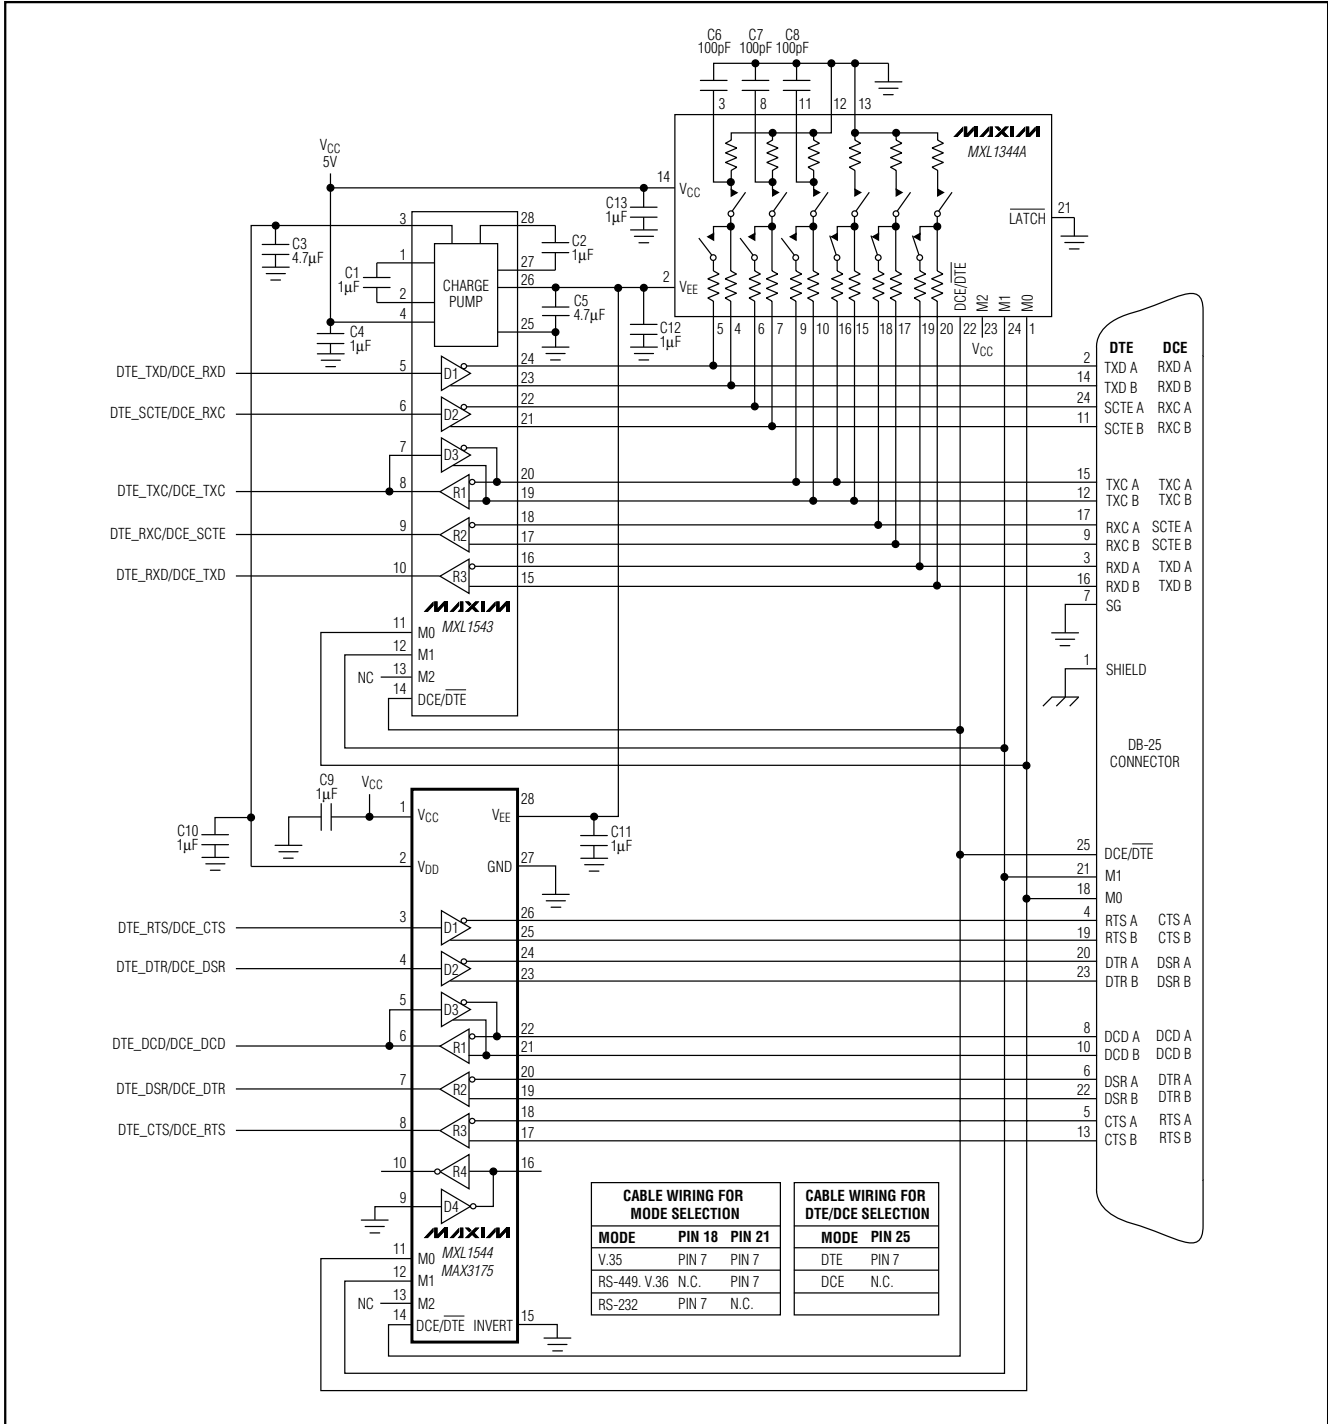 C6 C7 C8
100pF 100pF 100pF
3 8 11 12 13
MAXIM
MXL1344A
VCC
5V
14 VCC
C13
1µF
LATCH 21
3 28
C3
4.7µF
C2
1µF
1 27
C1
1µF
CHARGE
PUMP
26
2 VEE
2
C5
4.7µF
4 25
C4
1µF
C12
1µF
DCE/DTE M2 M1 M0
5 4 6 7 9 10 16 15 18 17 19 20 22 23 24 1
VCC
DTE DCE
DTE_TXD/DCE_RXD 5 D1 24 2 TXD A RXD A
23 14 TXD B RXD B
DTE_SCTE/DCE_RXC 6 D2 22 24 SCTE A RXC A
21 11 SCTE B RXC B
7 D3
DTE_TXC/DCE_TXC 8 R1 20 15 TXC A TXC A
19 12 TXC B TXC B
DTE_RXC/DCE_SCTE 9 R2 18 17 RXC A SCTE A
17 9 RXC B SCTE B
DTE_RXD/DCE_TXD 10 R3 16 3 RXD A TXD A
15 16 RXD B TXD B
7 SG
MAXIM
MXL1543
11 M0
12 M1
NC 13 M2
14 DCE/DTE
1 SHIELD
DB-25
CONNECTOR
C9
1µF
VCC
1 VCC VEE 28
C10
1µF
C11
1µF
2 VDD GND 27
25 DCE/DTE
21 M1
18 M0
DTE_RTS/DCE_CTS 3 D1 26 4 RTS A CTS A
25 19 RTS B CTS B
DTE_DTR/DCE_DSR 4 D2 24 20 DTR A DSR A
23 23 DTR B DSR B
5 D3
DTE_DCD/DCE_DCD 6 R1 22 8 DCD A DCD A
21 10 DCD B DCD B
DTE_DSR/DCE_DTR 7 R2 20 6 DSR A DTR A
19 22 DSR B DTR B
DTE_CTS/DCE_RTS 8 R3 18 5 CTS A RTS A
17 13 CTS B RTS B
10 R4 16
9 D4
MAXIM
MXL1544
MAX3175
11 M0
12 M1
NC 13 M2
14 DCE/DTE INVERT 15
CABLE WIRING FOR
MODE SELECTION
MODE PIN 18 PIN 21
V.35 PIN 7 PIN 7
RS-449. V.36 N.C. PIN 7
RS-232 PIN 7 N.C.
CABLE WIRING FOR
DTE/DCE SELECTION
MODE PIN 25
DTE PIN 7
DCE N.C.